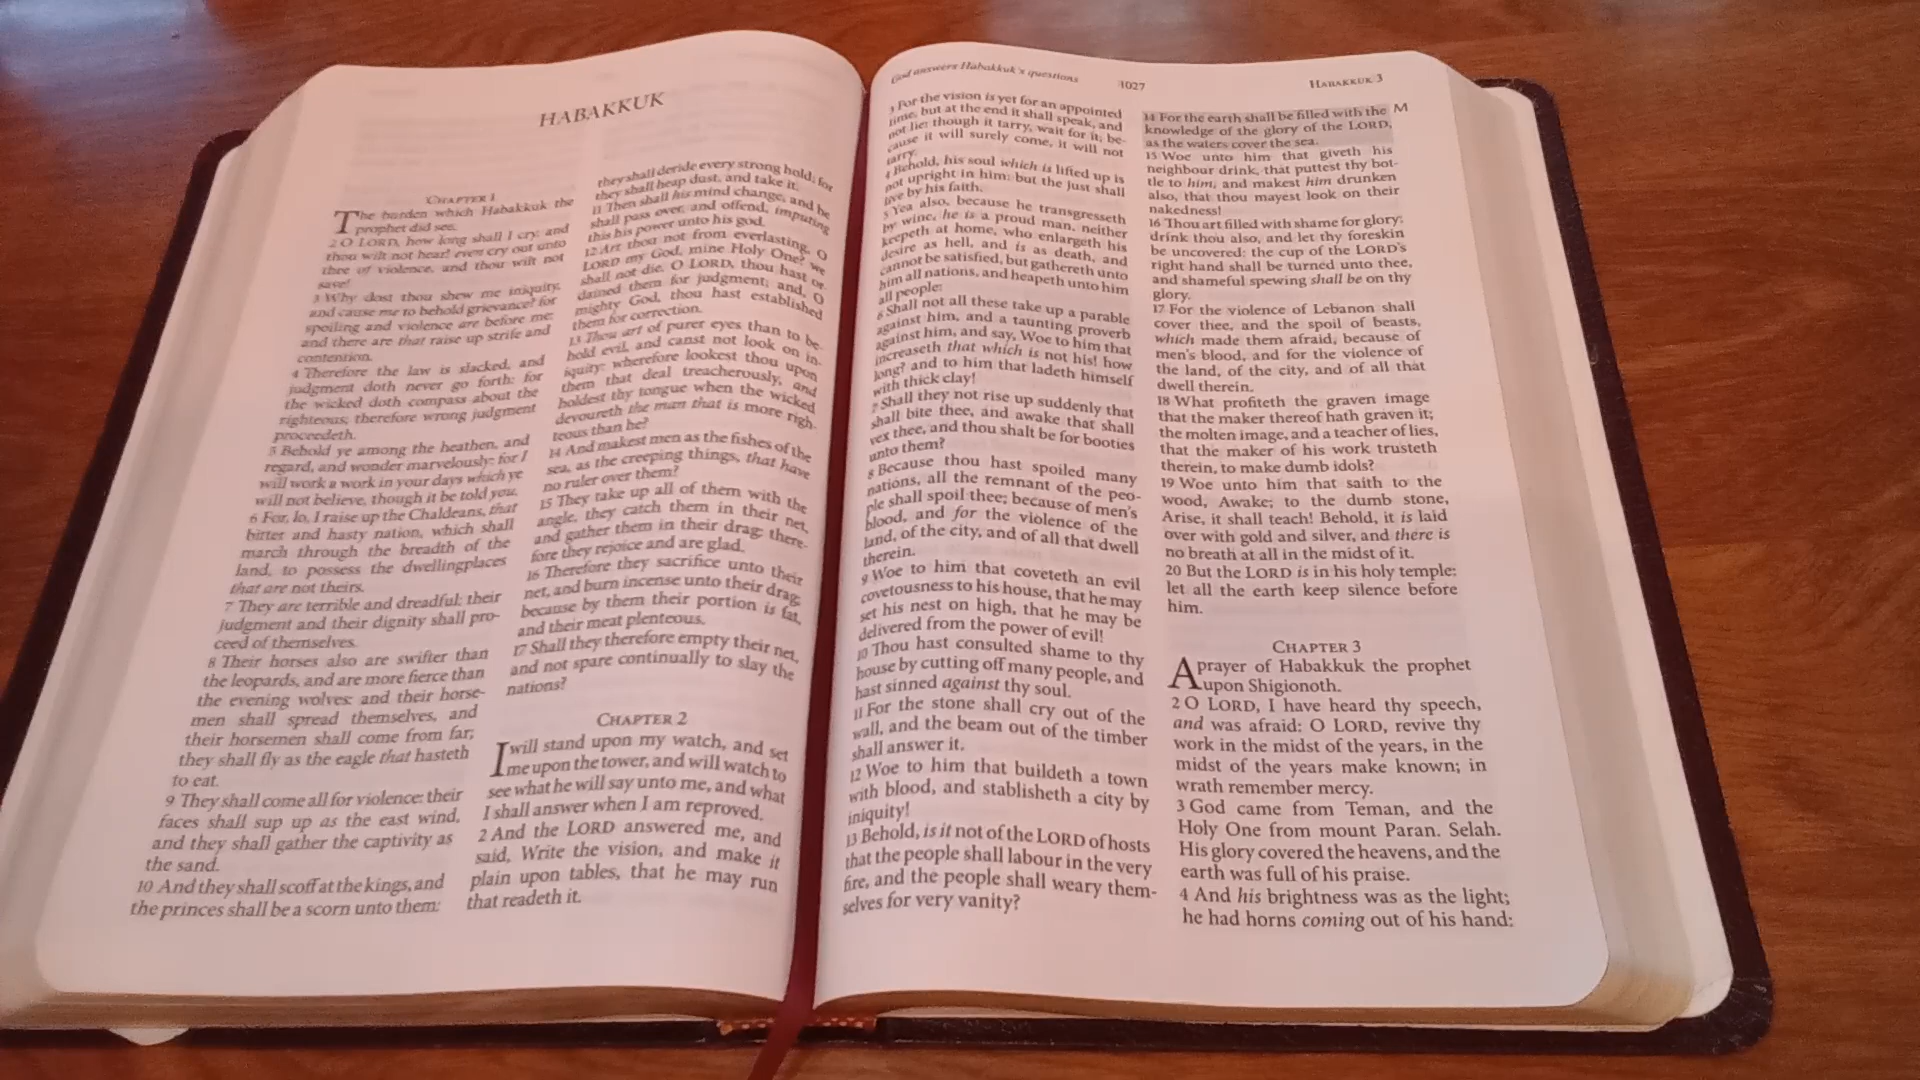 HABAKKUK
CHAPTER 1
The burden which Habakkuk the
prophet did see.
2 O LORD, how long shall I cry, and
thou wilt not hear! even cry out unto
thee of violence, and thou wilt not
save!
3 Why dost thou shew me iniquity,
and cause me to behold grievance? for
spoiling and violence are before me:
and there are that raise up strife and
contention.
4 Therefore the law is slacked, and
judgment doth never go forth: for
the wicked doth compass about the
righteous; therefore wrong judgment
proceedeth.
5 Behold ye among the heathen, and
regard, and wonder marvelously: for I
will work a work in your days which ye
will not believe, though it be told you.
6 For, lo, I raise up the Chaldeans, that
bitter and hasty nation, which shall
march through the breadth of the
land, to possess the dwellingplaces
that are not theirs.
7 They are terrible and dreadful: their
judgment and their dignity shall pro-
ceed of themselves.
8 Their horses also are swifter than
the leopards, and are more fierce than
the evening wolves: and their horse-
men shall spread themselves, and
their horsemen shall come from far;
they shall fly as the eagle that hasteth
to eat.
9 They shall come all for violence: their
faces shall sup up as the east wind,
and they shall gather the captivity as
the sand.
10 And they shall scoff at the kings, and
the princes shall be a scorn unto them:
they shall deride every strong hold; for
they shall heap dust, and take it.
11 Then shall his mind change, and he
shall pass over, and offend, imputing
this his power unto his god.
12 Art thou not from everlasting, O
LORD my God, mine Holy One? we
shall not die. O LORD, thou hast or-
dained them for judgment; and, O
mighty God, thou hast established
them for correction.
13 Thou art of purer eyes than to be-
hold evil, and canst not look on in-
iquity: wherefore lookest thou upon
them that deal treacherously, and
holdest thy tongue when the wicked
devoureth the man that is more righ-
teous than he?
14 And makest men as the fishes of the
sea, as the creeping things, that have
no ruler over them?
15 They take up all of them with the
angle, they catch them in their net,
and gather them in their drag: there-
fore they rejoice and are glad.
16 Therefore they sacrifice unto their
net, and burn incense unto their drag;
because by them their portion is fat,
and their meat plenteous.
17 Shall they therefore empty their net,
and not spare continually to slay the
nations?
CHAPTER 2
I will stand upon my watch, and set
me upon the tower, and will watch to
see what he will say unto me, and what
I shall answer when I am reproved.
2 And the LORD answered me, and
said, Write the vision, and make it
plain upon tables, that he may run
that readeth it.
God answers Habakkuk's questions
1027
HABAKKUK 3
3 For the vision is yet for an appointed
time, but at the end it shall speak, and
not lie: though it tarry, wait for it; be-
cause it will surely come, it will not
tarry.
4 Behold, his soul which is lifted up is
not upright in him: but the just shall
live by his faith.
5 Yea also, because he transgresseth
by wine, he is a proud man, neither
keepeth at home, who enlargeth his
desire as hell, and is as death, and
cannot be satisfied, but gathereth unto
him all nations, and heapeth unto him
all people:
6 Shall not all these take up a parable
against him, and a taunting proverb
against him, and say, Woe to him that
increaseth that which is not his! how
long? and to him that ladeth himself
with thick clay!
7 Shall they not rise up suddenly that
shall bite thee, and awake that shall
vex thee, and thou shalt be for booties
unto them?
8 Because thou hast spoiled many
nations, all the remnant of the peo-
ple shall spoil thee; because of men's
blood, and for the violence of the
land, of the city, and of all that dwell
therein.
9 Woe to him that coveteth an evil
covetousness to his house, that he may
set his nest on high, that he may be
delivered from the power of evil!
10 Thou hast consulted shame to thy
house by cutting off many people, and
hast sinned against thy soul.
11 For the stone shall cry out of the
wall, and the beam out of the timber
shall answer it.
12 Woe to him that buildeth a town
with blood, and stablisheth a city by
iniquity!
13 Behold, is it not of the LORD of hosts
that the people shall labour in the very
fire, and the people shall weary them-
selves for very vanity?
14 For the earth shall be filled with the M
knowledge of the glory of the LORD,
as the waters cover the sea.
15 Woe unto him that giveth his
neighbour drink, that puttest thy bot-
tle to him, and makest him drunken
also, that thou mayest look on their
nakedness!
16 Thou art filled with shame for glory:
drink thou also, and let thy foreskin
be uncovered: the cup of the LORD'S
right hand shall be turned unto thee,
and shameful spewing shall be on thy
glory.
17 For the violence of Lebanon shall
cover thee, and the spoil of beasts,
which made them afraid, because of
men's blood, and for the violence of
the land, of the city, and of all that
dwell therein.
18 What profiteth the graven image
that the maker thereof hath graven it;
the molten image, and a teacher of lies,
that the maker of his work trusteth
therein, to make dumb idols?
19 Woe unto him that saith to the
wood, Awake; to the dumb stone,
Arise, it shall teach! Behold, it is laid
over with gold and silver, and there is
no breath at all in the midst of it.
20 But the LORD is in his holy temple:
let all the earth keep silence before
him.
CHAPTER 3
A prayer of Habakkuk the prophet
upon Shigionoth.
2 O LORD, I have heard thy speech,
and was afraid: O LORD, revive thy
work in the midst of the years, in the
midst of the years make known; in
wrath remember mercy.
3 God came from Teman, and the
Holy One from mount Paran. Selah.
His glory covered the heavens, and the
earth was full of his praise.
4 And his brightness was as the light;
he had horns coming out of his hand: